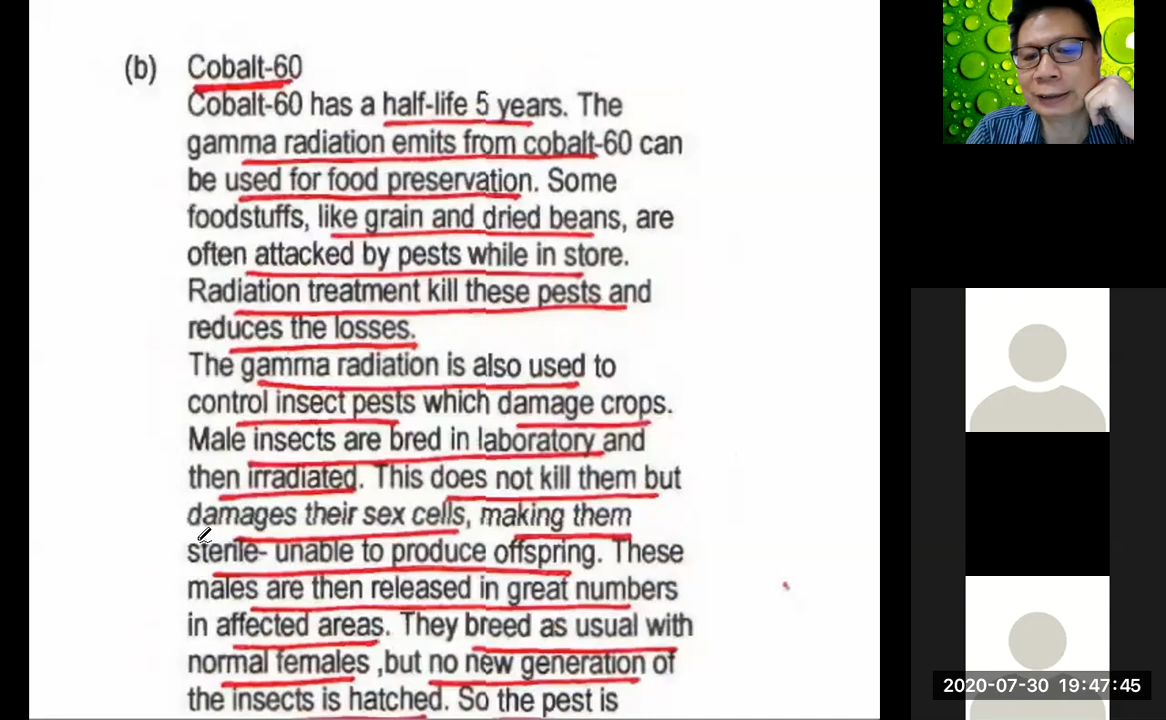 (b) Cobalt-60
Cobalt-60 has a half-life 5 years. The
gamma radiation emits from cobalt-60 can
be used for food preservation. Some
foodstuffs, like grain and dried beans, are
often attacked by pests while in store.
Radiation treatment kill these pests and
reduces the losses.
The gamma radiation is also used to
control insect pests which damage crops.
Male insects are bred in laboratory and
then irradiated. This does not kill them but
damages their sex cells, making them
sterile- unable to produce offspring. These
males are then released in great numbers
in affected areas. They breed as usual with
normal females ,but no new generation of
the insects is hatched. So the pest is
2020-07-30 19:47:45